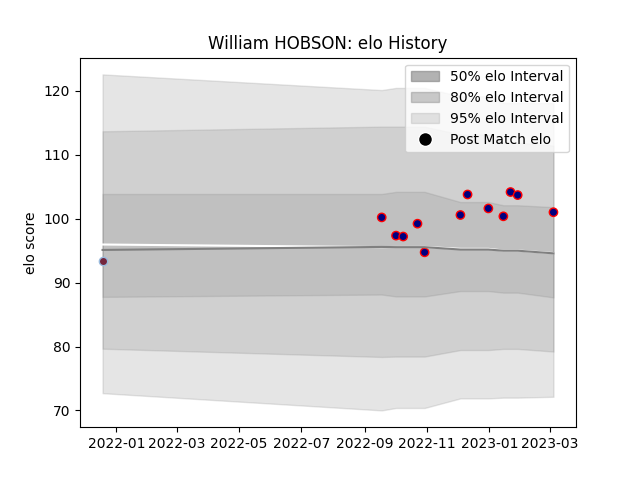 William HOBSON: elo History
50% elo Interval
80% elo Interval
95% elo Interval
Post Match elo
elo score
120
110
100
90
80
70
2022-01 2022-03 2022-05 2022-07 2022-09 2022-11 2023-01 2023-03